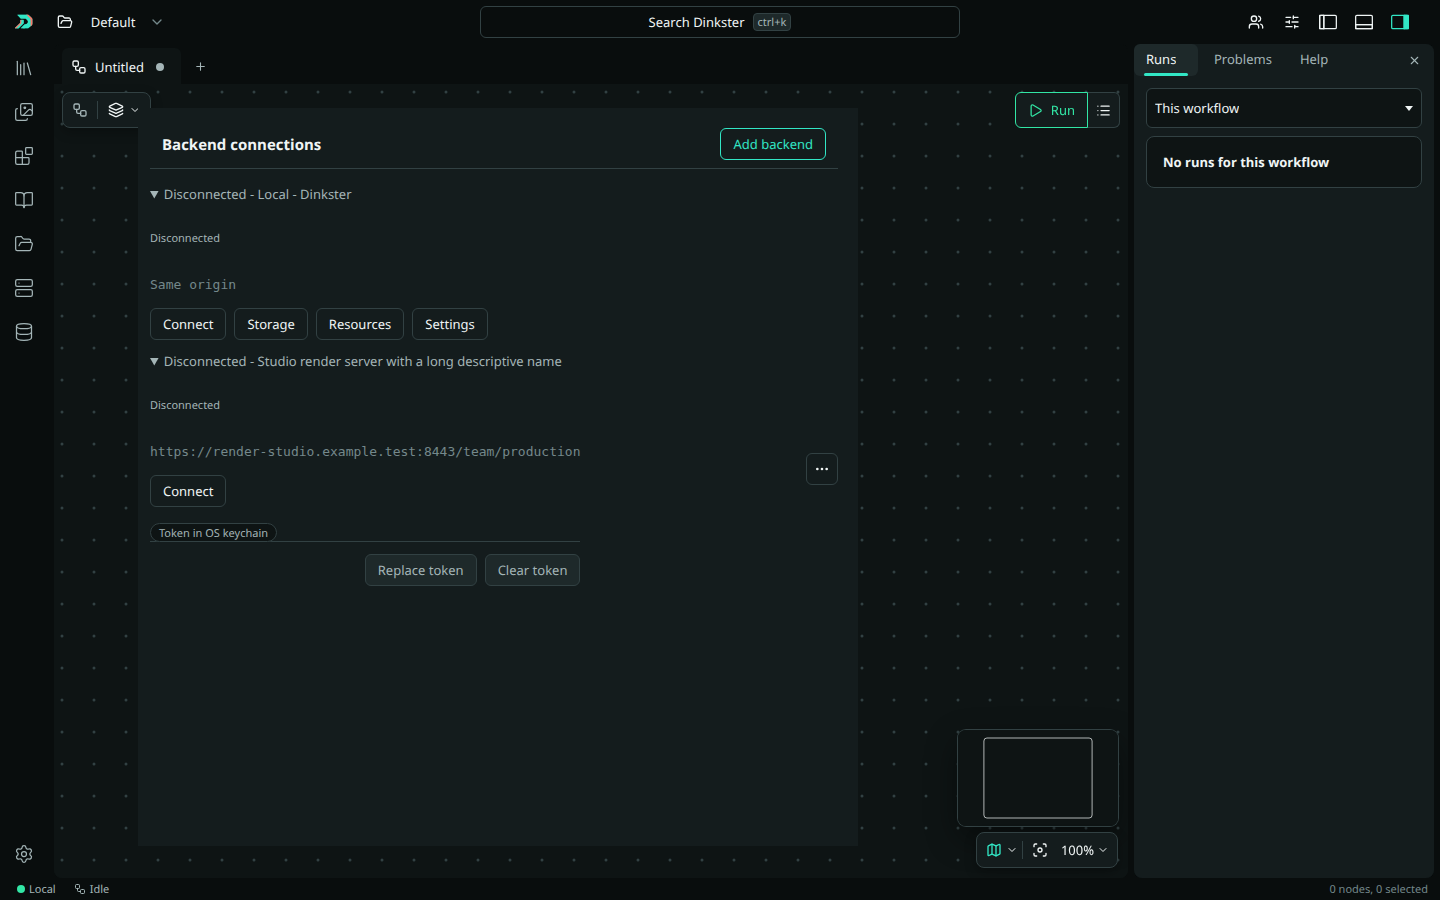 Default
Search Dinkster ctrl+k
Untitled
Run
Runs Problems Help
This workflow
No runs for this workflow
Backend connections
Add backend
Disconnected - Local - Dinkster
Disconnected
Same origin
Connect Storage Resources Settings
Disconnected - Studio render server with a long descriptive name
Disconnected
https://render-studio.example.test:8443/team/production
Connect
Token in OS keychain
Replace token Clear token
100%
Local Idle
0 nodes, 0 selected